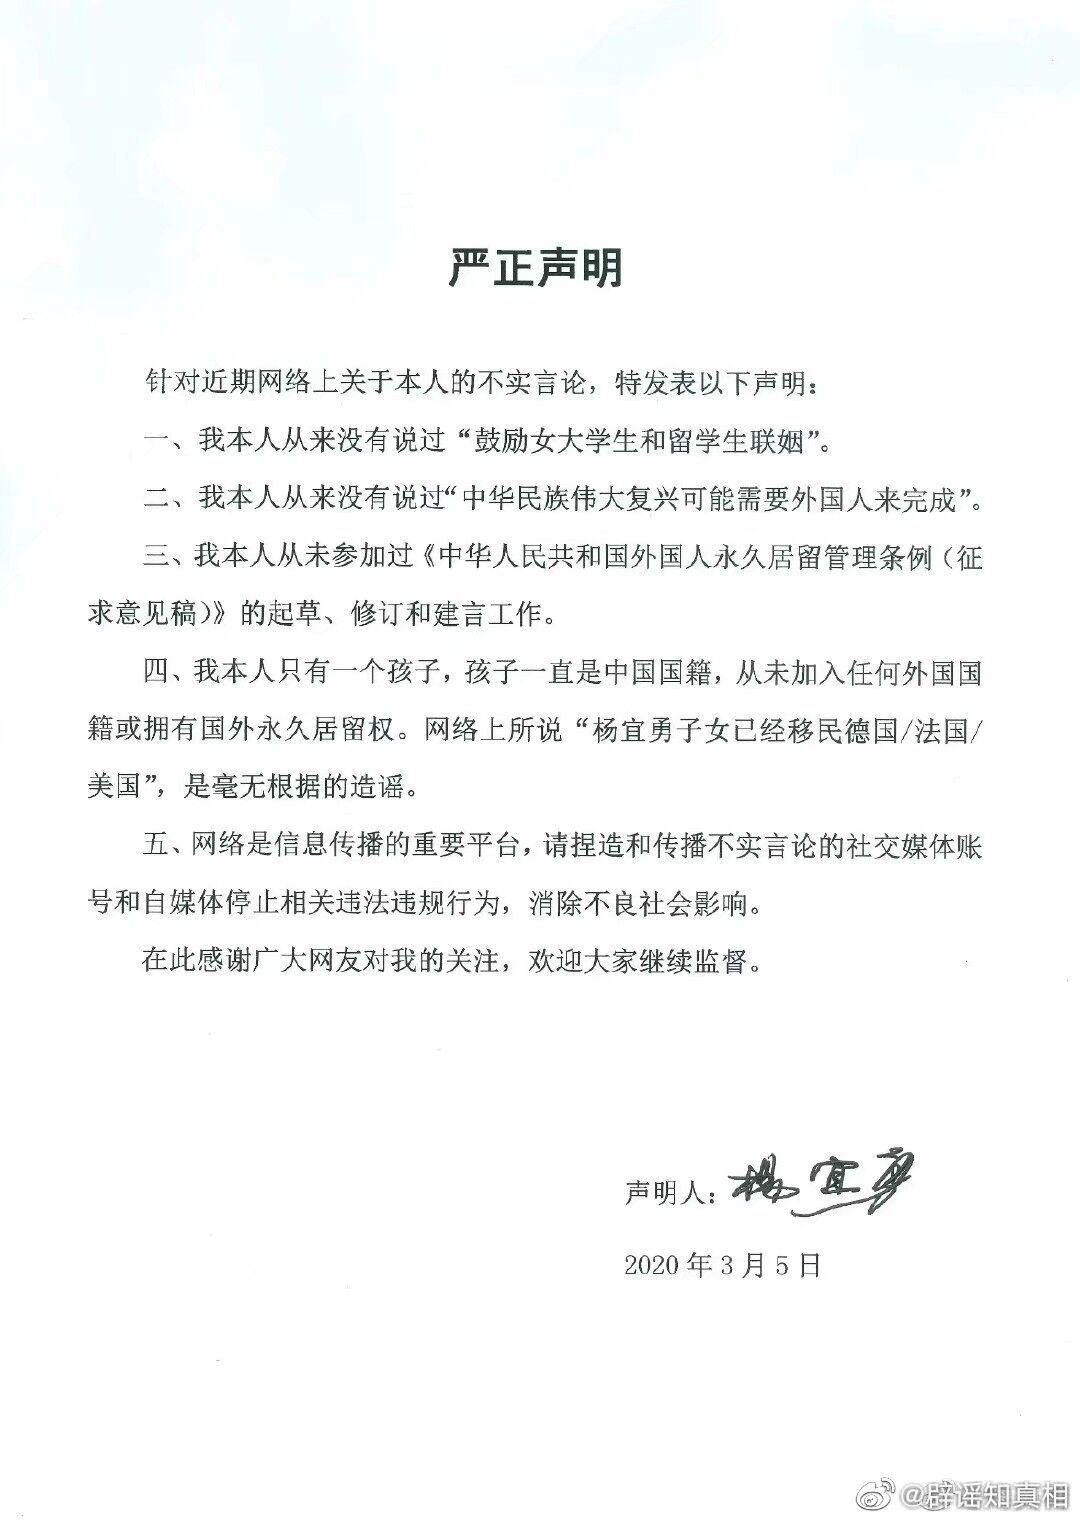 严正声明
针对近期网络上关于本人的不实言论，特发表以下声明：
一、我本人从来没有说过“鼓励女大学生和留学生联姻”。
二、我本人从来没有说过“中华民族伟大复兴可能需要外国人来完成”。
三、我本人从未参加过《中华人民共和国外国人永久居留管理条例（征
求意见稿）》的起草、修订和建言工作。
四、我本人只有一个孩子，孩子一直是中国国籍，从未加入任何外国国
籍或拥有国外永久居留权。网络上所说“杨宜勇子女已经移民德国/法国/
美国”，是毫无根据的造谣。
五、网络是信息传播的重要平台，请捏造和传播不实言论的社交媒体账
号和自媒体停止相关违法违规行为，消除不良社会影响。
在此感谢广大网友对我的关注，欢迎大家继续监督。
声明人：楊宜勇
2020年3月5日
@辟谣知真相